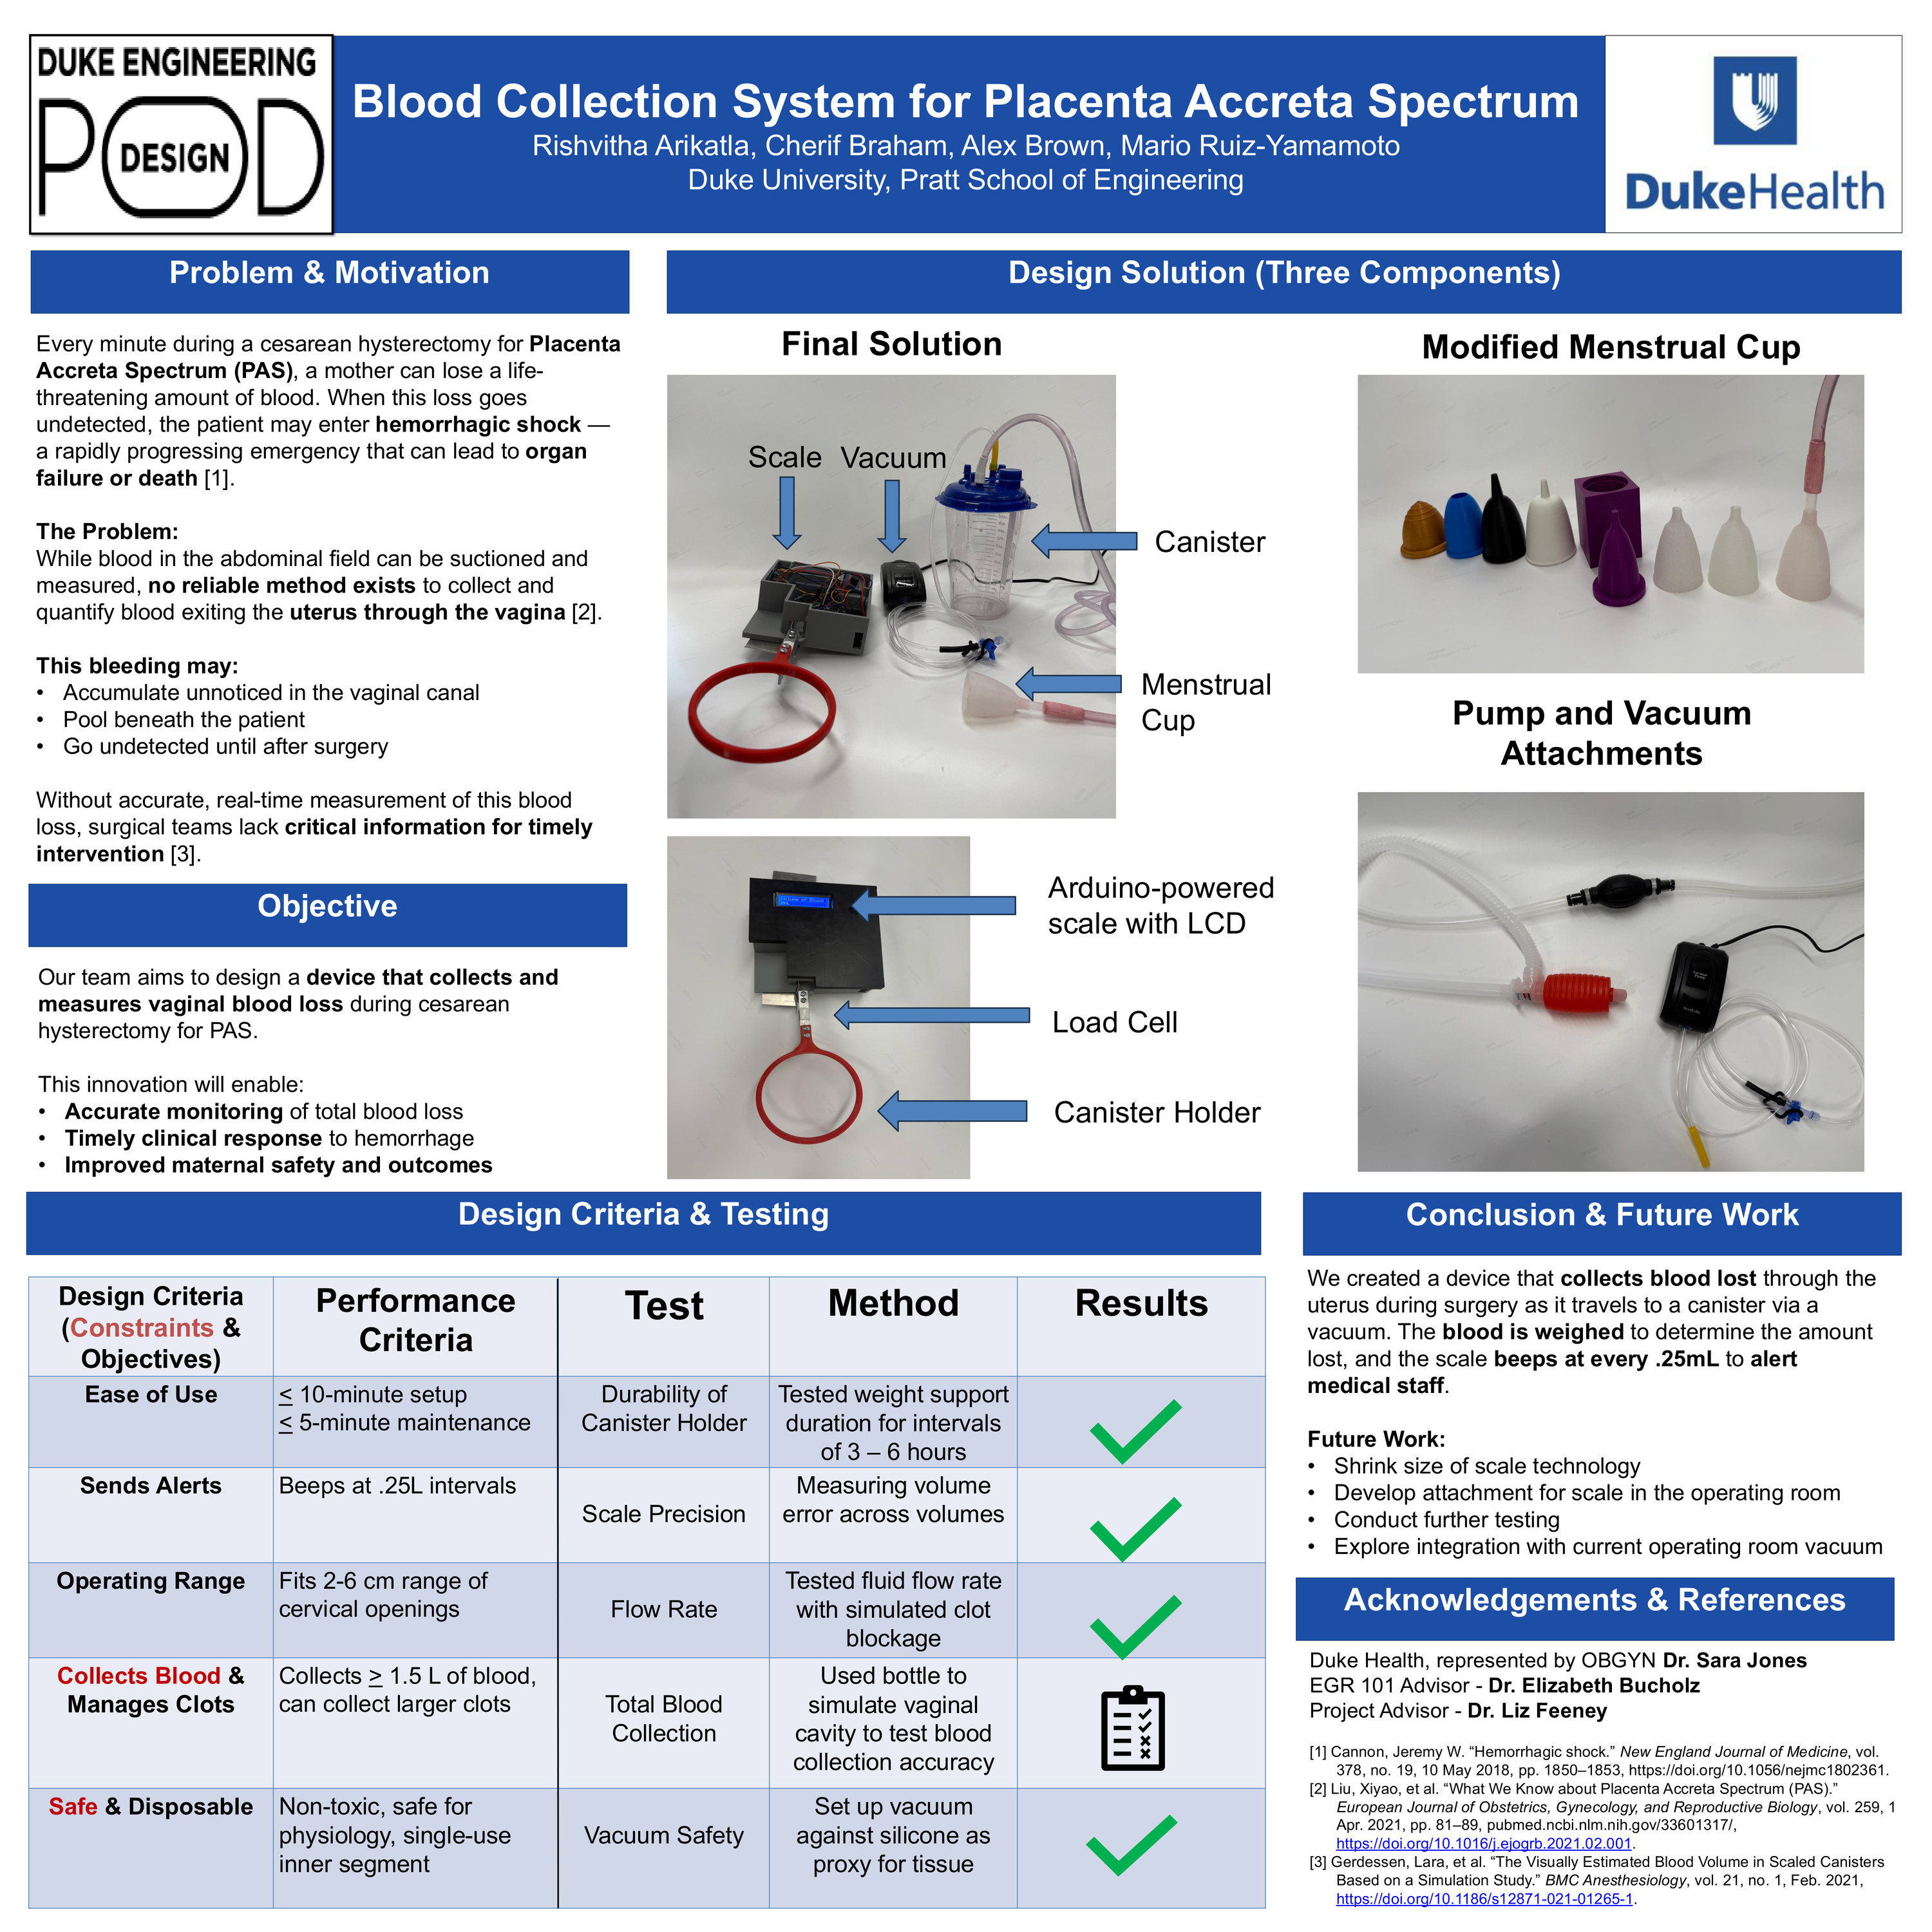 DUKE ENGINEERING
POD
DESIGN
Blood Collection System for Placenta Accreta Spectrum
Rishvitha Arikatla, Cherif Braham, Alex Brown, Mario Ruiz-Yamamoto
Duke University, Pratt School of Engineering
DukeHealth
Problem & Motivation
Every minute during a cesarean hysterectomy for Placenta
Accreta Spectrum (PAS), a mother can lose a life-
threatening amount of blood. When this loss goes
undetected, the patient may enter hemorrhagic shock —
a rapidly progressing emergency that can lead to organ
failure or death [1].
The Problem:
While blood in the abdominal field can be suctioned and
measured, no reliable method exists to collect and
quantify blood exiting the uterus through the vagina [2].
This bleeding may:
• Accumulate unnoticed in the vaginal canal
• Pool beneath the patient
• Go undetected until after surgery
Without accurate, real-time measurement of this blood
loss, surgical teams lack critical information for timely
intervention [3].
Objective
Our team aims to design a device that collects and
measures vaginal blood loss during cesarean
hysterectomy for PAS.
This innovation will enable:
• Accurate monitoring of total blood loss
• Timely clinical response to hemorrhage
• Improved maternal safety and outcomes
Design Solution (Three Components)
Final Solution
Scale
Vacuum
Canister
Menstrual
Cup
Arduino-powered
scale with LCD
Load Cell
Canister Holder
Modified Menstrual Cup
Pump and Vacuum
Attachments
Design Criteria & Testing
Design Criteria
(Constraints &
Objectives)
Performance
Criteria
Test
Method
Results
Ease of Use
≤ 10-minute setup
≤ 5-minute maintenance
Durability of
Canister Holder
Tested weight support
duration for intervals
of 3 – 6 hours
Sends Alerts
Beeps at .25L intervals
Scale Precision
Measuring volume
error across volumes
Operating Range
Fits 2-6 cm range of
cervical openings
Flow Rate
Tested fluid flow rate
with simulated clot
blockage
Collects Blood &
Manages Clots
Collects ≥ 1.5 L of blood,
can collect larger clots
Total Blood
Collection
Used bottle to
simulate vaginal
cavity to test blood
collection accuracy
Safe & Disposable
Non-toxic, safe for
physiology, single-use
inner segment
Vacuum Safety
Set up vacuum
against silicone as
proxy for tissue
Conclusion & Future Work
We created a device that collects blood lost through the
uterus during surgery as it travels to a canister via a
vacuum. The blood is weighed to determine the amount
lost, and the scale beeps at every .25mL to alert
medical staff.
Future Work:
• Shrink size of scale technology
• Develop attachment for scale in the operating room
• Conduct further testing
• Explore integration with current operating room vacuum
Acknowledgements & References
Duke Health, represented by OBGYN Dr. Sara Jones
EGR 101 Advisor - Dr. Elizabeth Bucholz
Project Advisor - Dr. Liz Feeney
[1] Cannon, Jeremy W. “Hemorrhagic shock.” New England Journal of Medicine, vol.
378, no. 19, 10 May 2018, pp. 1850–1853, https://doi.org/10.1056/nejmc1802361.
[2] Liu, Xiyao, et al. “What We Know about Placenta Accreta Spectrum (PAS).”
European Journal of Obstetrics, Gynecology, and Reproductive Biology, vol. 259, 1
Apr. 2021, pp. 81–89, pubmed.ncbi.nlm.nih.gov/33601317/,
https://doi.org/10.1016/j.ejogrb.2021.02.001.
[3] Gerdessen, Lara, et al. “The Visually Estimated Blood Volume in Scaled Canisters
Based on a Simulation Study.” BMC Anesthesiology, vol. 21, no. 1, Feb. 2021,
https://doi.org/10.1186/s12871-021-01265-1.